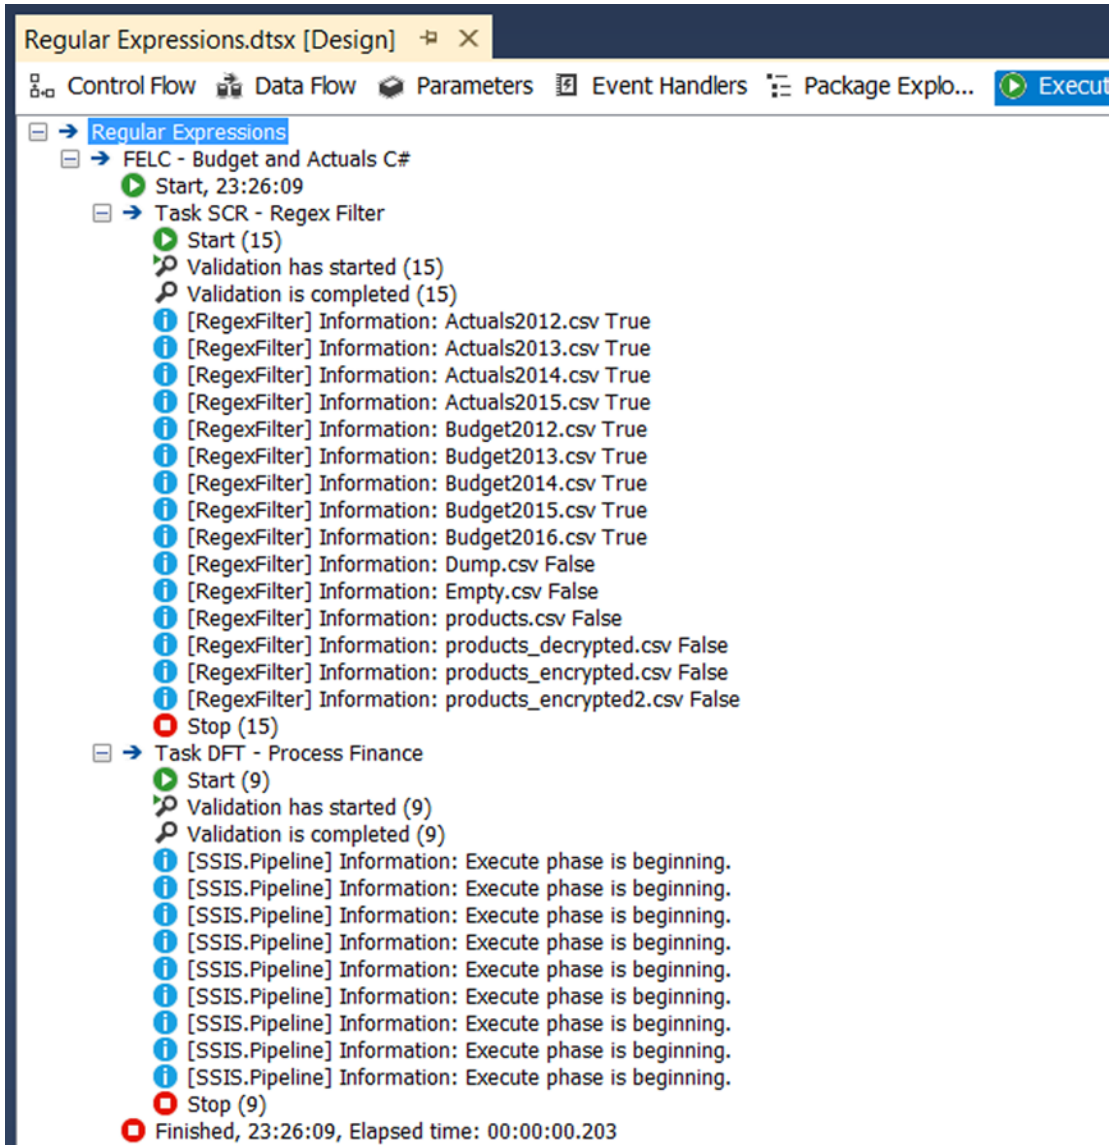 Regular Expressions.dtsx [Design]
Control Flow Data Flow Parameters Event Handlers Package Explo... Execut
Regular Expressions
FELC - Budget and Actuals C#
Start, 23:26:09
Task SCR - Regex Filter
Start (15)
Validation has started (15)
Validation is completed (15)
[RegexFilter] Information: Actuals2012.csv True
[RegexFilter] Information: Actuals2013.csv True
[RegexFilter] Information: Actuals2014.csv True
[RegexFilter] Information: Actuals2015.csv True
[RegexFilter] Information: Budget2012.csv True
[RegexFilter] Information: Budget2013.csv True
[RegexFilter] Information: Budget2014.csv True
[RegexFilter] Information: Budget2015.csv True
[RegexFilter] Information: Budget2016.csv True
[RegexFilter] Information: Dump.csv False
[RegexFilter] Information: Empty.csv False
[RegexFilter] Information: products.csv False
[RegexFilter] Information: products_decrypted.csv False
[RegexFilter] Information: products_encrypted.csv False
[RegexFilter] Information: products_encrypted2.csv False
Stop (15)
Task DFT - Process Finance
Start (9)
Validation has started (9)
Validation is completed (9)
[SSIS.Pipeline] Information: Execute phase is beginning.
[SSIS.Pipeline] Information: Execute phase is beginning.
[SSIS.Pipeline] Information: Execute phase is beginning.
[SSIS.Pipeline] Information: Execute phase is beginning.
[SSIS.Pipeline] Information: Execute phase is beginning.
[SSIS.Pipeline] Information: Execute phase is beginning.
[SSIS.Pipeline] Information: Execute phase is beginning.
[SSIS.Pipeline] Information: Execute phase is beginning.
[SSIS.Pipeline] Information: Execute phase is beginning.
Stop (9)
Finished, 23:26:09, Elapsed time: 00:00:00.203